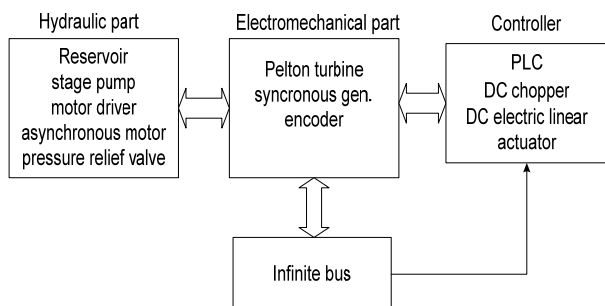 Hydraulic part
Reservoir
stage pump
motor driver
asynchronous motor
pressure relief valve
Electromechanical part
Pelton turbine
syncronous gen.
encoder
Controller
PLC
DC chopper
DC electric linear
actuator
Infinite bus